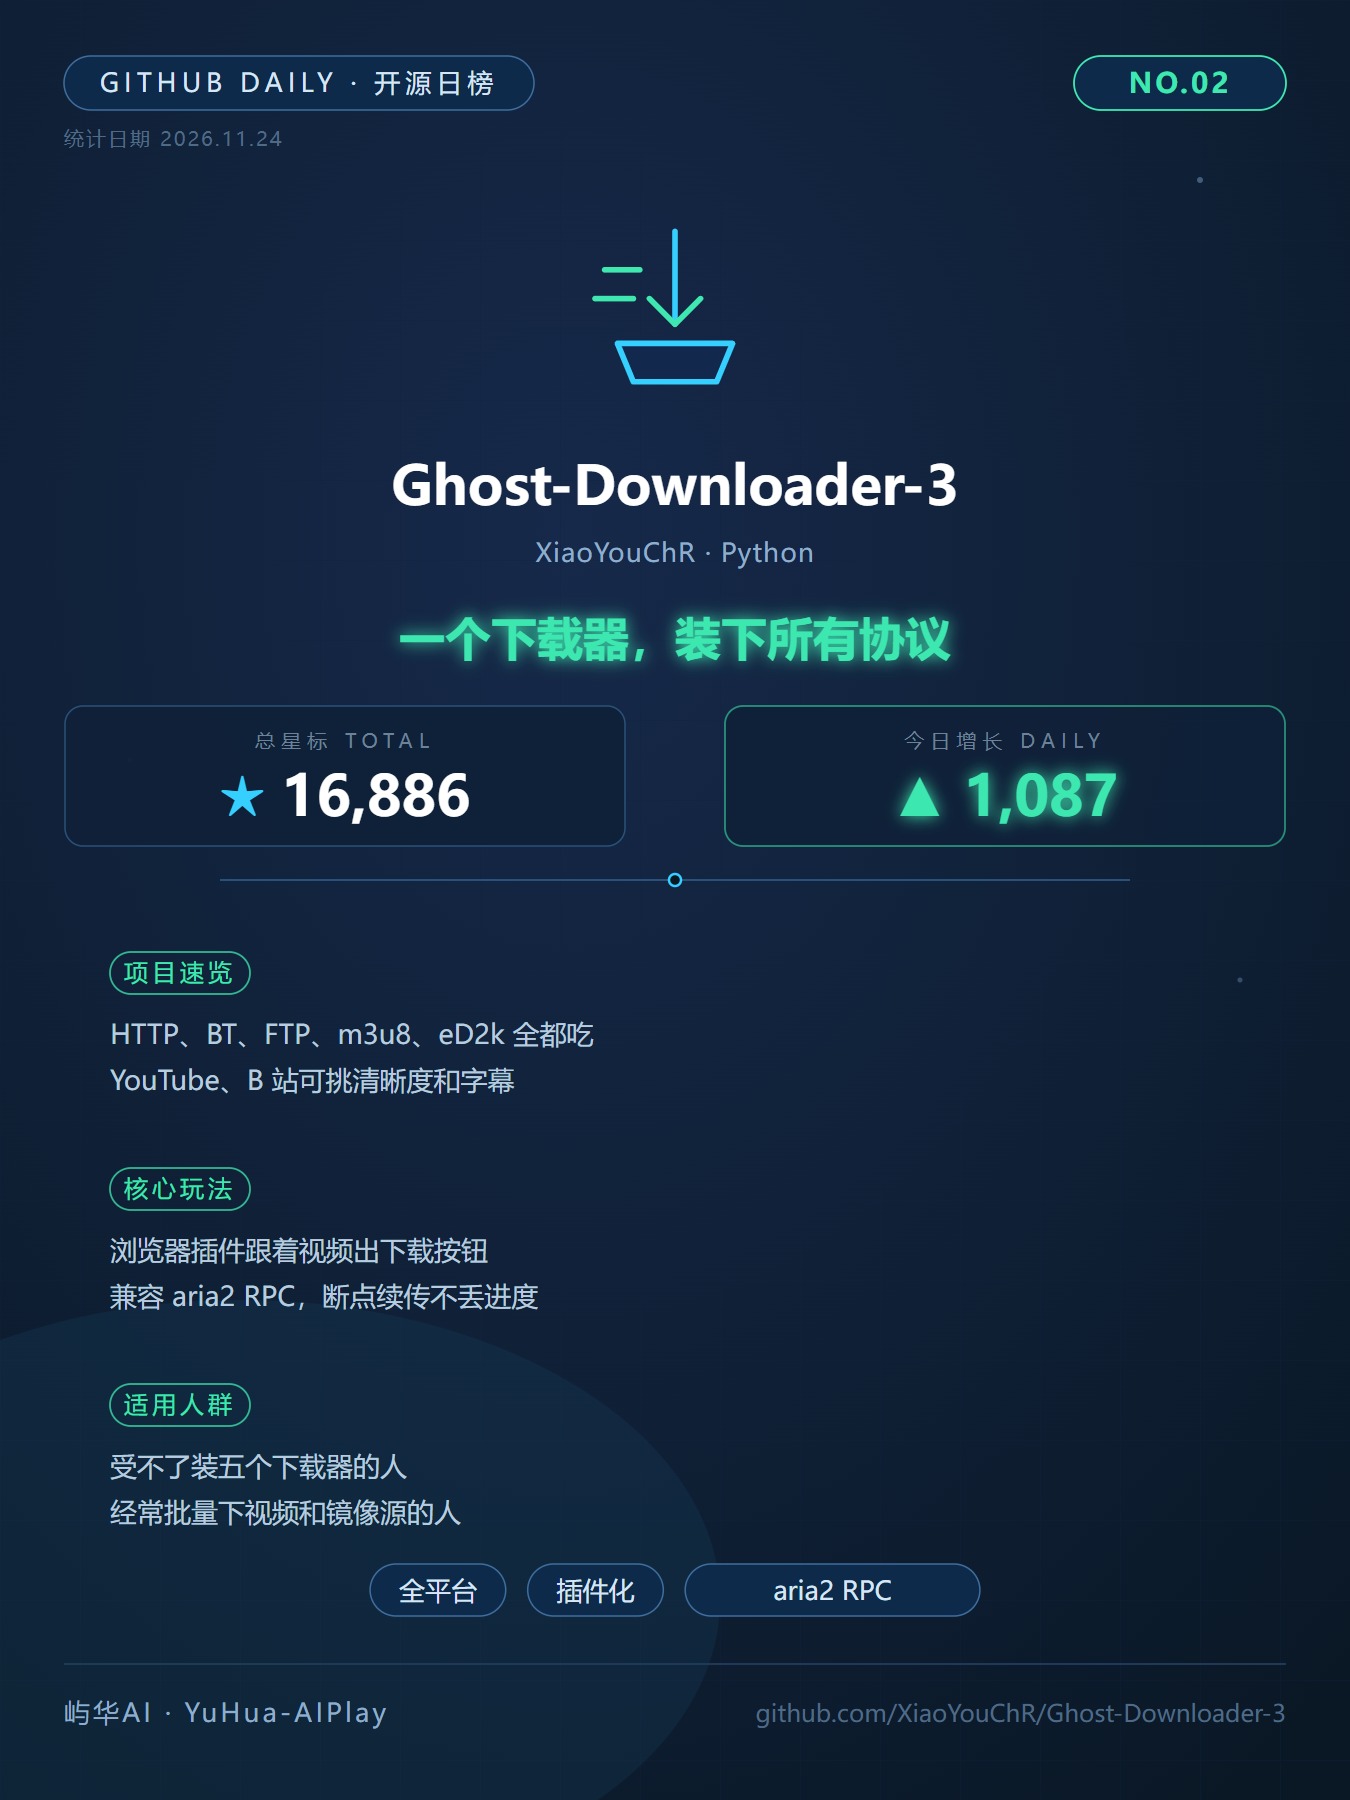 GITHUB DAILY · 开源日榜
NO.02
统计日期 2026.11.24
Ghost-Downloader-3
XiaoYouChR · Python
一个下载器，装下所有协议
总星标 TOTAL
★ 16,886
今日增长 DAILY
▲ 1,087
项目速览
HTTP、BT、FTP、m3u8、eD2k 全都吃
YouTube、B 站可挑清晰度和字幕
核心玩法
浏览器插件跟着视频出下载按钮
兼容 aria2 RPC，断点续传不丢进度
适用人群
受不了装五个下载器的人
经常批量下视频和镜像源的人
全平台
插件化
aria2 RPC
屿华AI · YuHua-AIPlay
github.com/XiaoYouChR/Ghost-Downloader-3